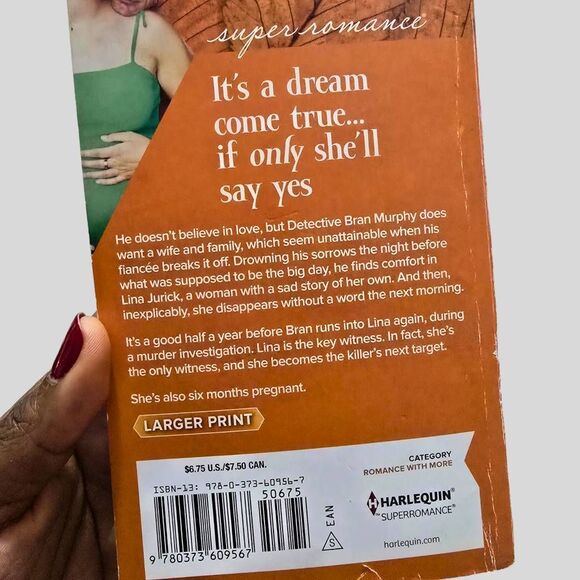 super romance
It's a dream
come true...
if only she'll
say yes
He doesn't believe in love, but Detective Bran Murphy does
want a wife and family, which seem unattainable when his
fiancée breaks it off. Drowning his sorrows the night before
what was supposed to be the big day, he finds comfort in
Lina Jurick, a woman with a sad story of her own. And then,
inexplicably, she disappears without a word the next morning.
It's a good half a year before Bran runs into Lina again, during
a murder investigation. Lina is the key witness. In fact, she's
the only witness, and she becomes the killer's next target.
She's also six months pregnant.
LARGER PRINT
$6.75 U.S./$7.50 CAN.
ISBN-13: 978-0-373-60956-7
50675
9 780373 609567
S EAN
CATEGORY
ROMANCE WITH MORE
HARLEQUIN®
SUPERROMANCE®
harlequin.com